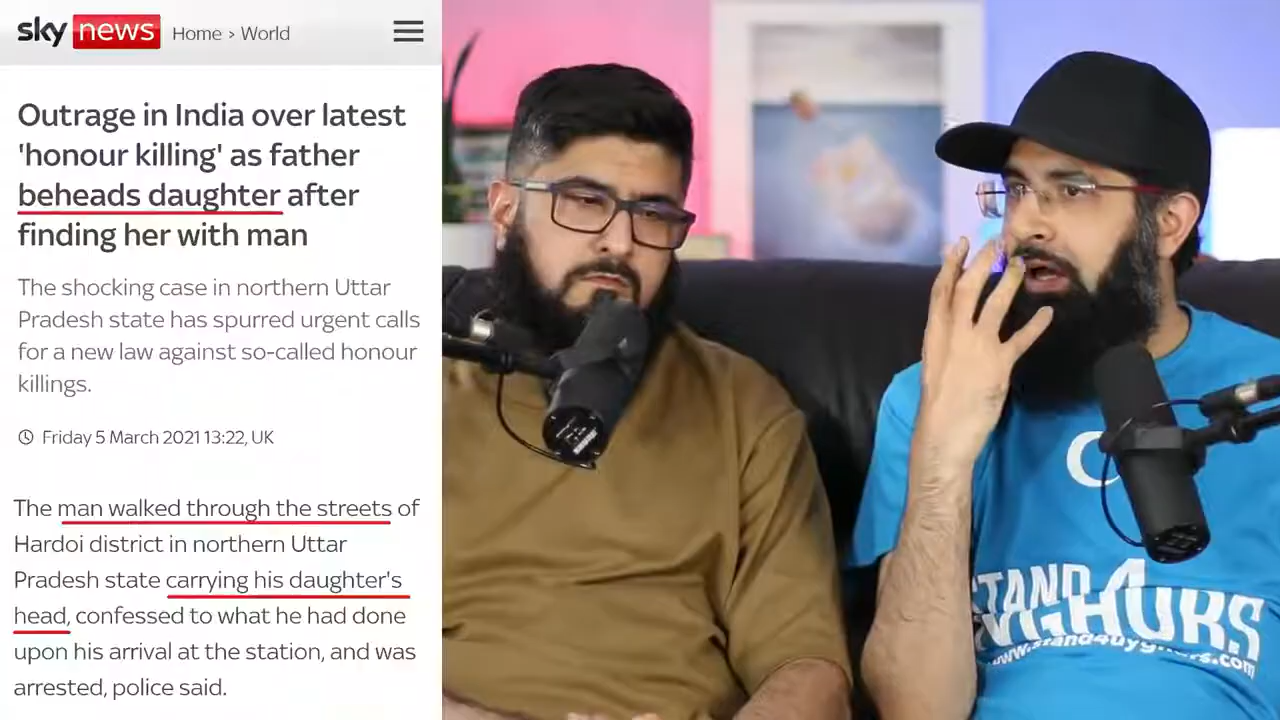 sky news Home > World
Outrage in India over latest
'honour killing' as father
beheads daughter after
finding her with man
The shocking case in northern Uttar
Pradesh state has spurred urgent calls
for a new law against so-called honour
killings.
Friday 5 March 2021 13:22, UK
The man walked through the streets of
Hardoi district in northern Uttar
Pradesh state carrying his daughter's
head, confessed to what he had done
upon his arrival at the station, and was
arrested, police said.
www.stand4uyghurs.com